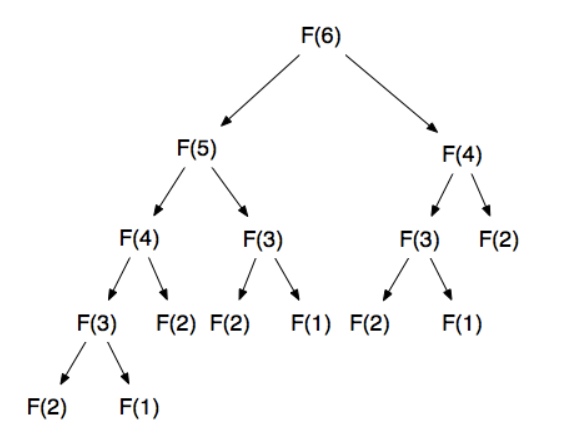 F(6)
F(5) F(4)
F(4) F(3) F(3) F(2)
F(3) F(2) F(2) F(1) F(2) F(1)
F(2) F(1)